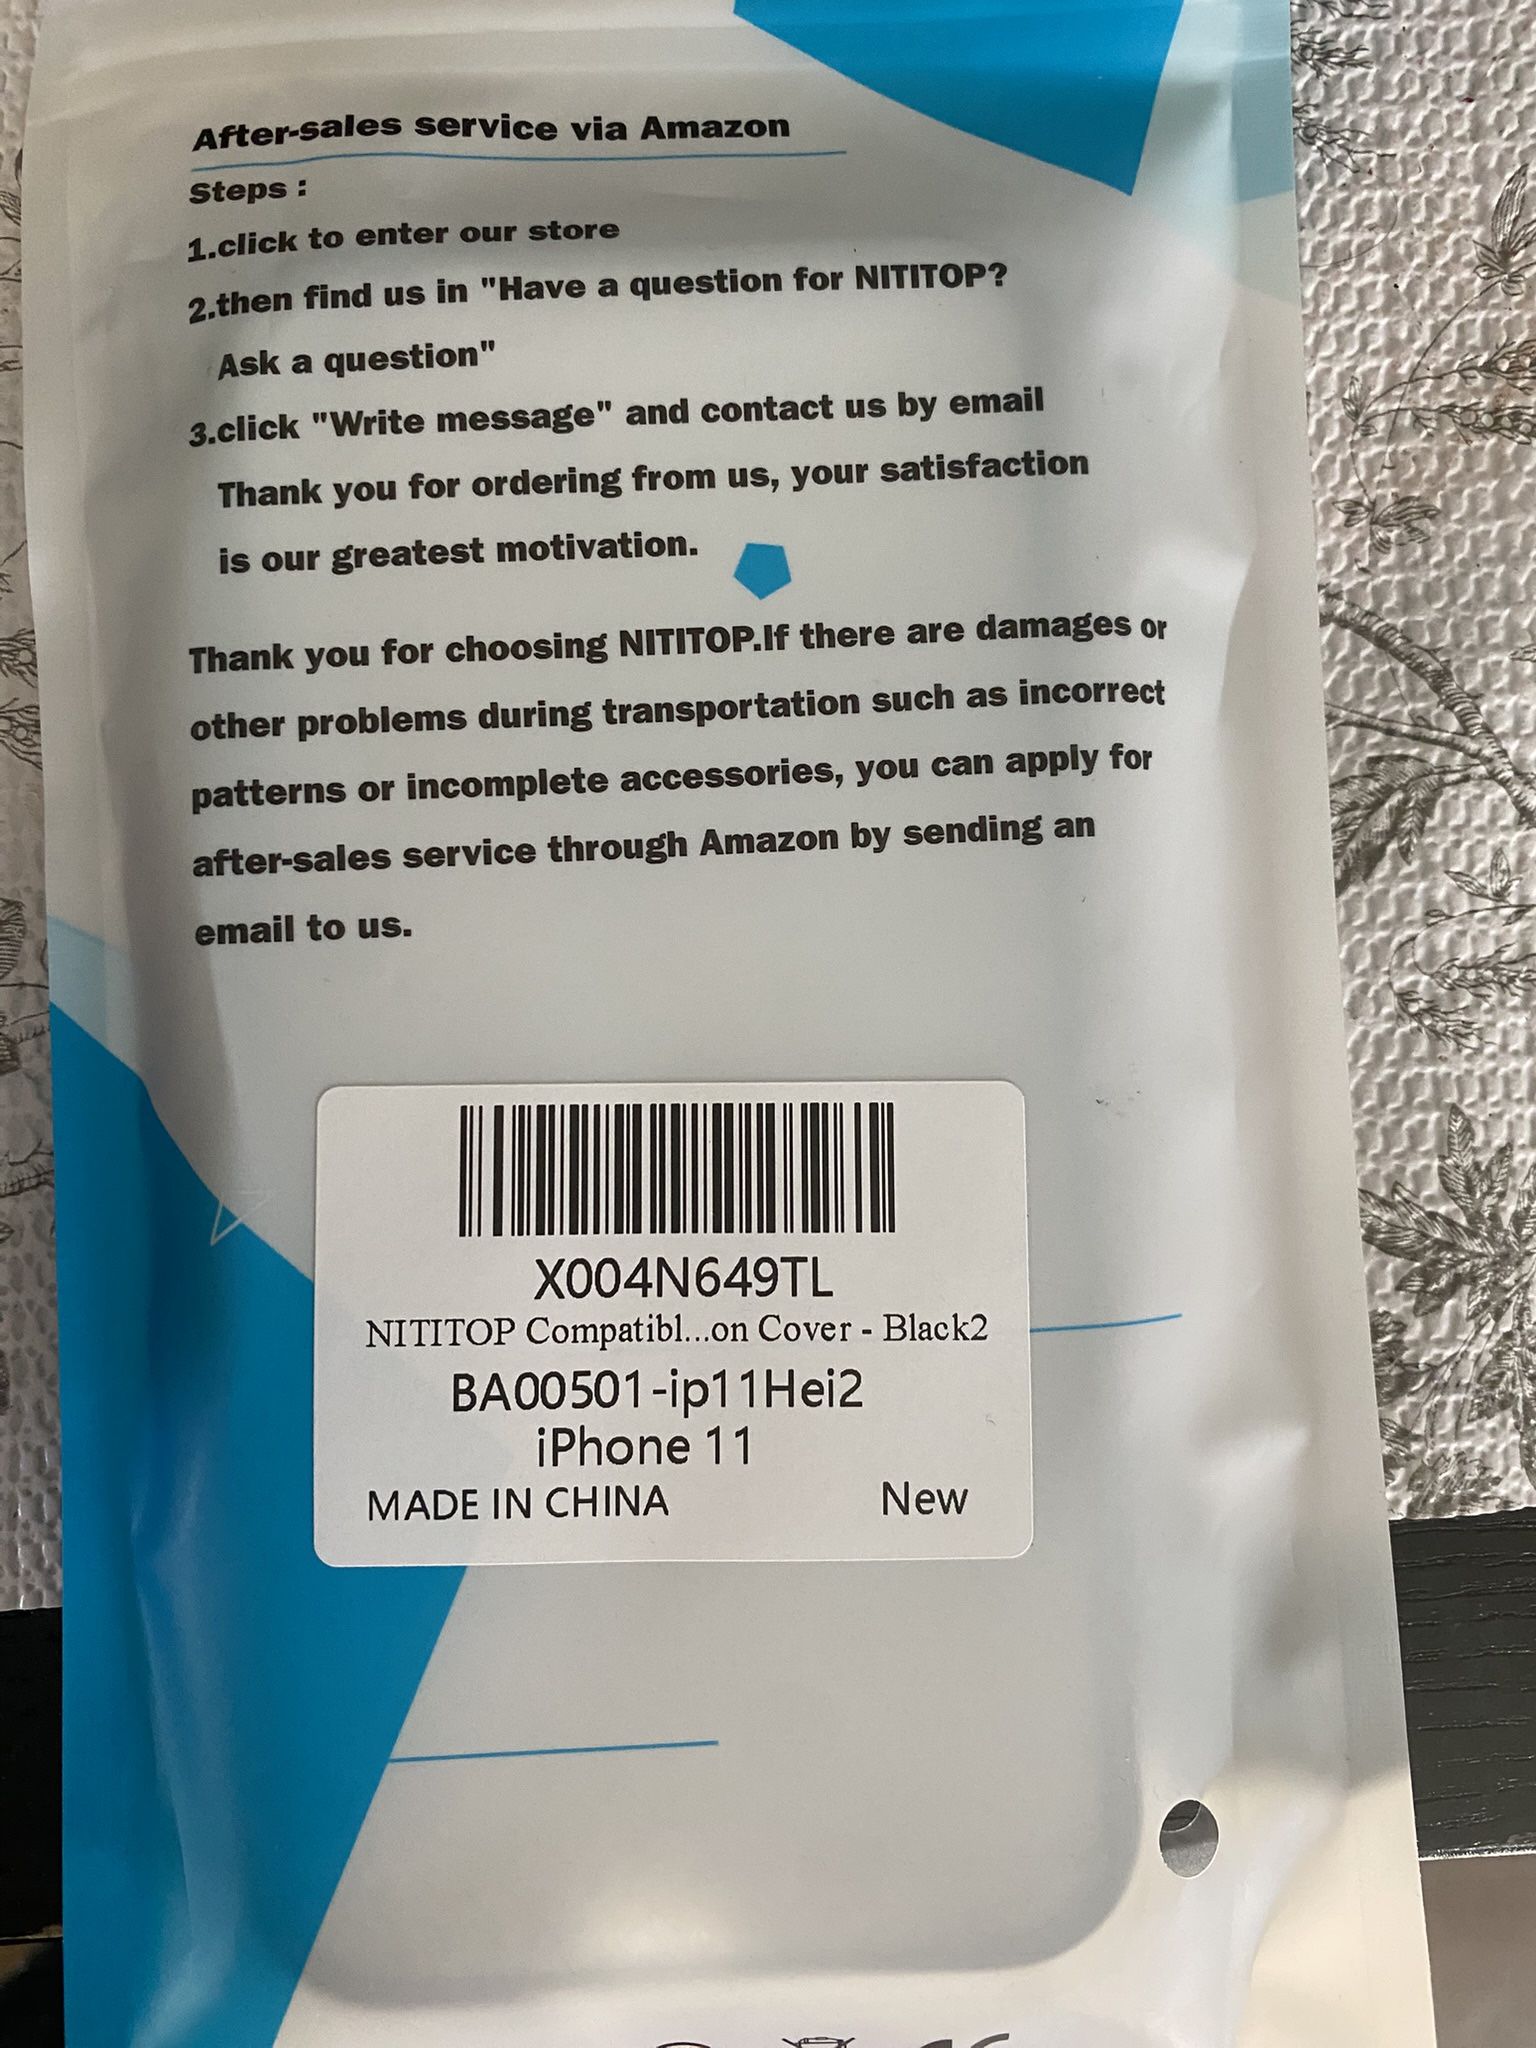 After-sales service via Amazon
Steps :
1.click to enter our store
2.then find us in "Have a question for NITITOP?
Ask a question"
3.click "Write message" and contact us by email
Thank you for ordering from us, your satisfaction
is our greatest motivation.
Thank you for choosing NITITOP.If there are damages or
other problems during transportation such as incorrect
patterns or incomplete accessories, you can apply for
after-sales service through Amazon by sending an
email to us.
X004N649TL
NITITOP Compatibl...on Cover - Black2
BA00501-ip11Hei2
iPhone 11
MADE IN CHINA New